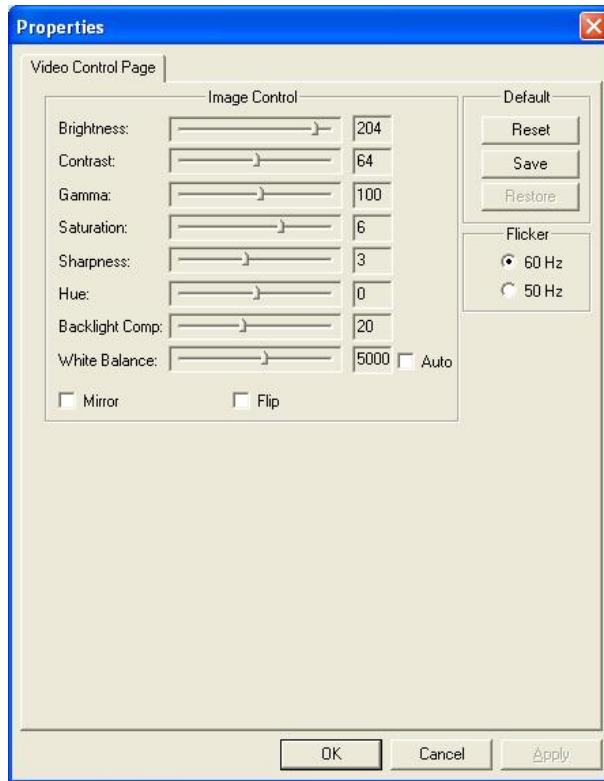 Properties
Video Control Page
Image Control
Brightness: 204
Contrast: 64
Gamma: 100
Saturation: 6
Sharpness: 3
Hue: 0
Backlight Comp: 20
White Balance: 5000 Auto
Mirror Flip
Default
Reset
Save
Restore
Flicker
60 Hz
50 Hz
OK Cancel Apply